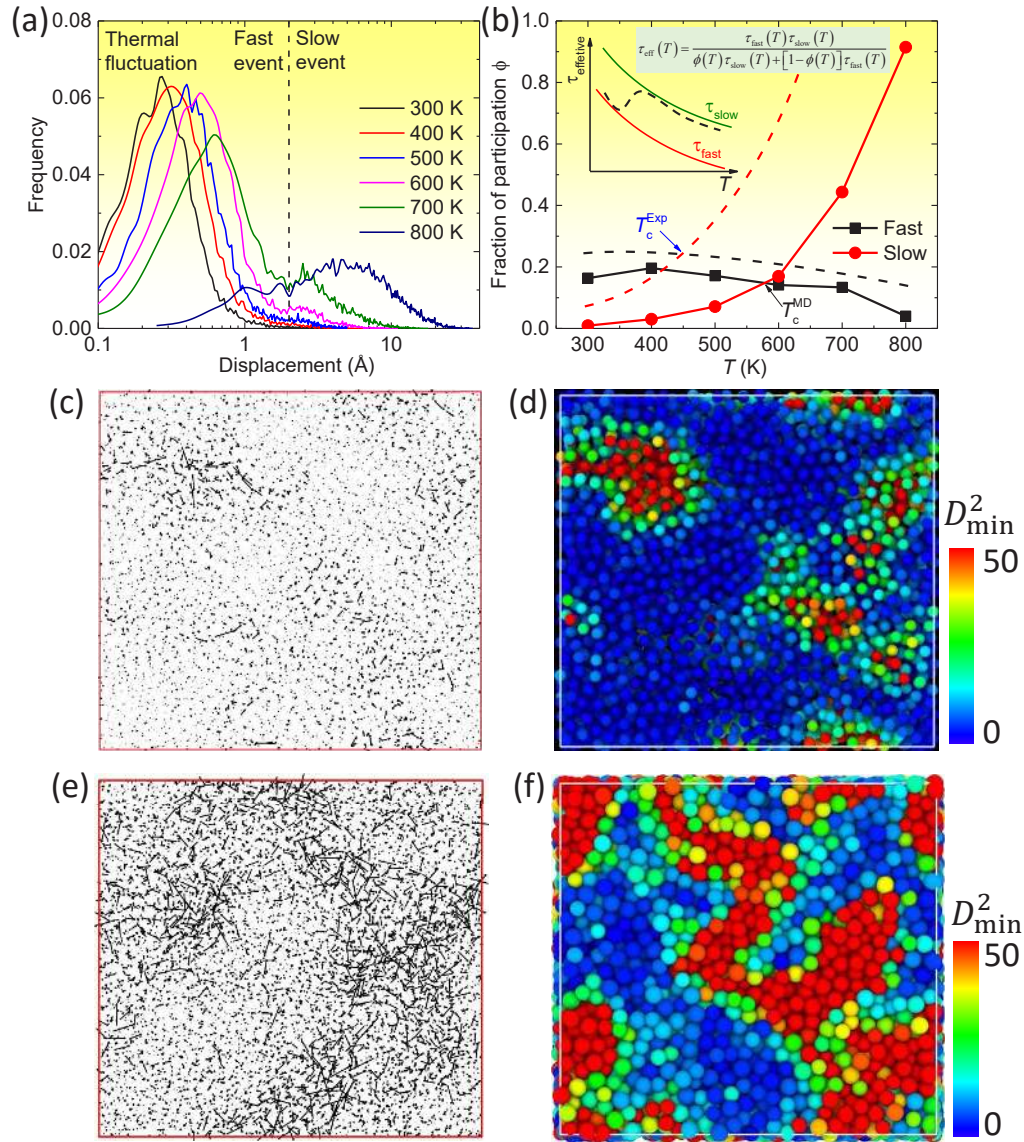 (a)
Thermal
fluctuation
Fast
event
Slow
event
300 K
400 K
500 K
600 K
700 K
800 K
Frequency
0.08
0.06
0.04
0.02
0.00
0.1
1
10
Displacement (Å)
(b)
τ_eff (T) = τ_fast (T) τ_slow (T) / ϕ(T) τ_slow (T) + [1 − ϕ(T)] τ_fast (T)
τ_effetive
τ_slow
τ_fast
T
T_c^Exp
Fast
Slow
T_c^MD
Fraction of participation ϕ
1.0
0.8
0.6
0.4
0.2
0.0
300
400
500
600
700
800
T (K)
(c)
(d)
D²_min
50
0
(e)
(f)
D²_min
50
0